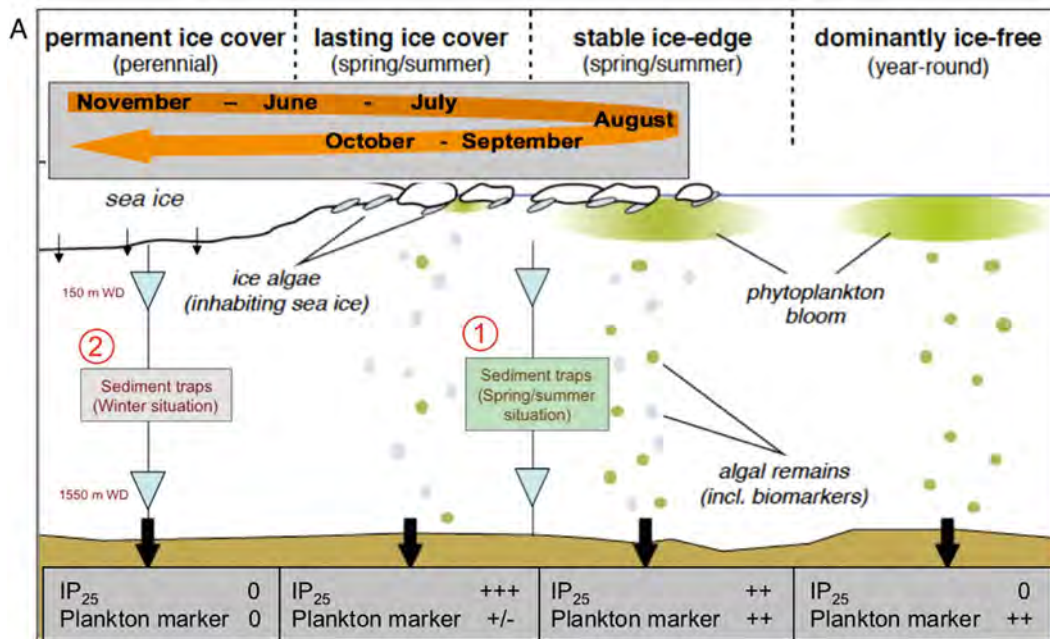 A
permanent ice cover
(perennial)
lasting ice cover
(spring/summer)
stable ice-edge
(spring/summer)
dominantly ice-free
(year-round)
November – June - July
August
October - September
sea ice
ice algae
(inhabiting sea ice)
phytoplankton
bloom
150 m WD
②
Sediment traps
(Winter situation)
①
Sediment traps
(Spring/summer
situation)
algal remains
(incl. biomarkers)
1550 m WD
IP₂₅ 0
Plankton marker 0
IP₂₅ +++
Plankton marker +/-
IP₂₅ ++
Plankton marker ++
IP₂₅ 0
Plankton marker ++